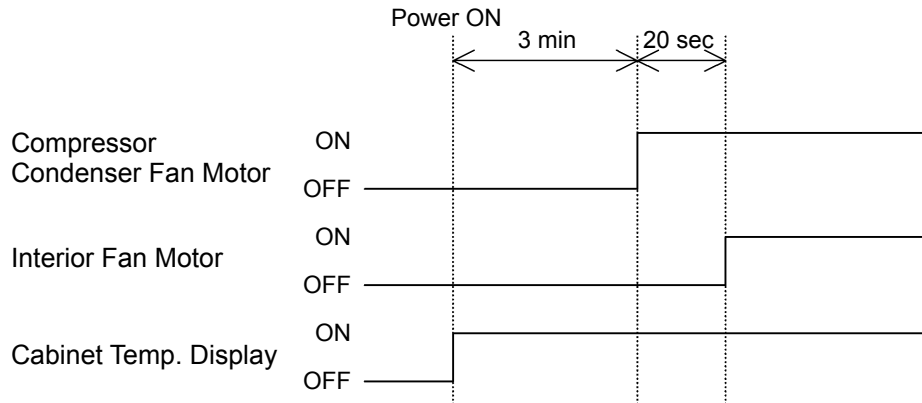 Power ON
3 min 20 sec
Compressor
Condenser Fan Motor
ON
OFF
Interior Fan Motor
ON
OFF
Cabinet Temp. Display
ON
OFF